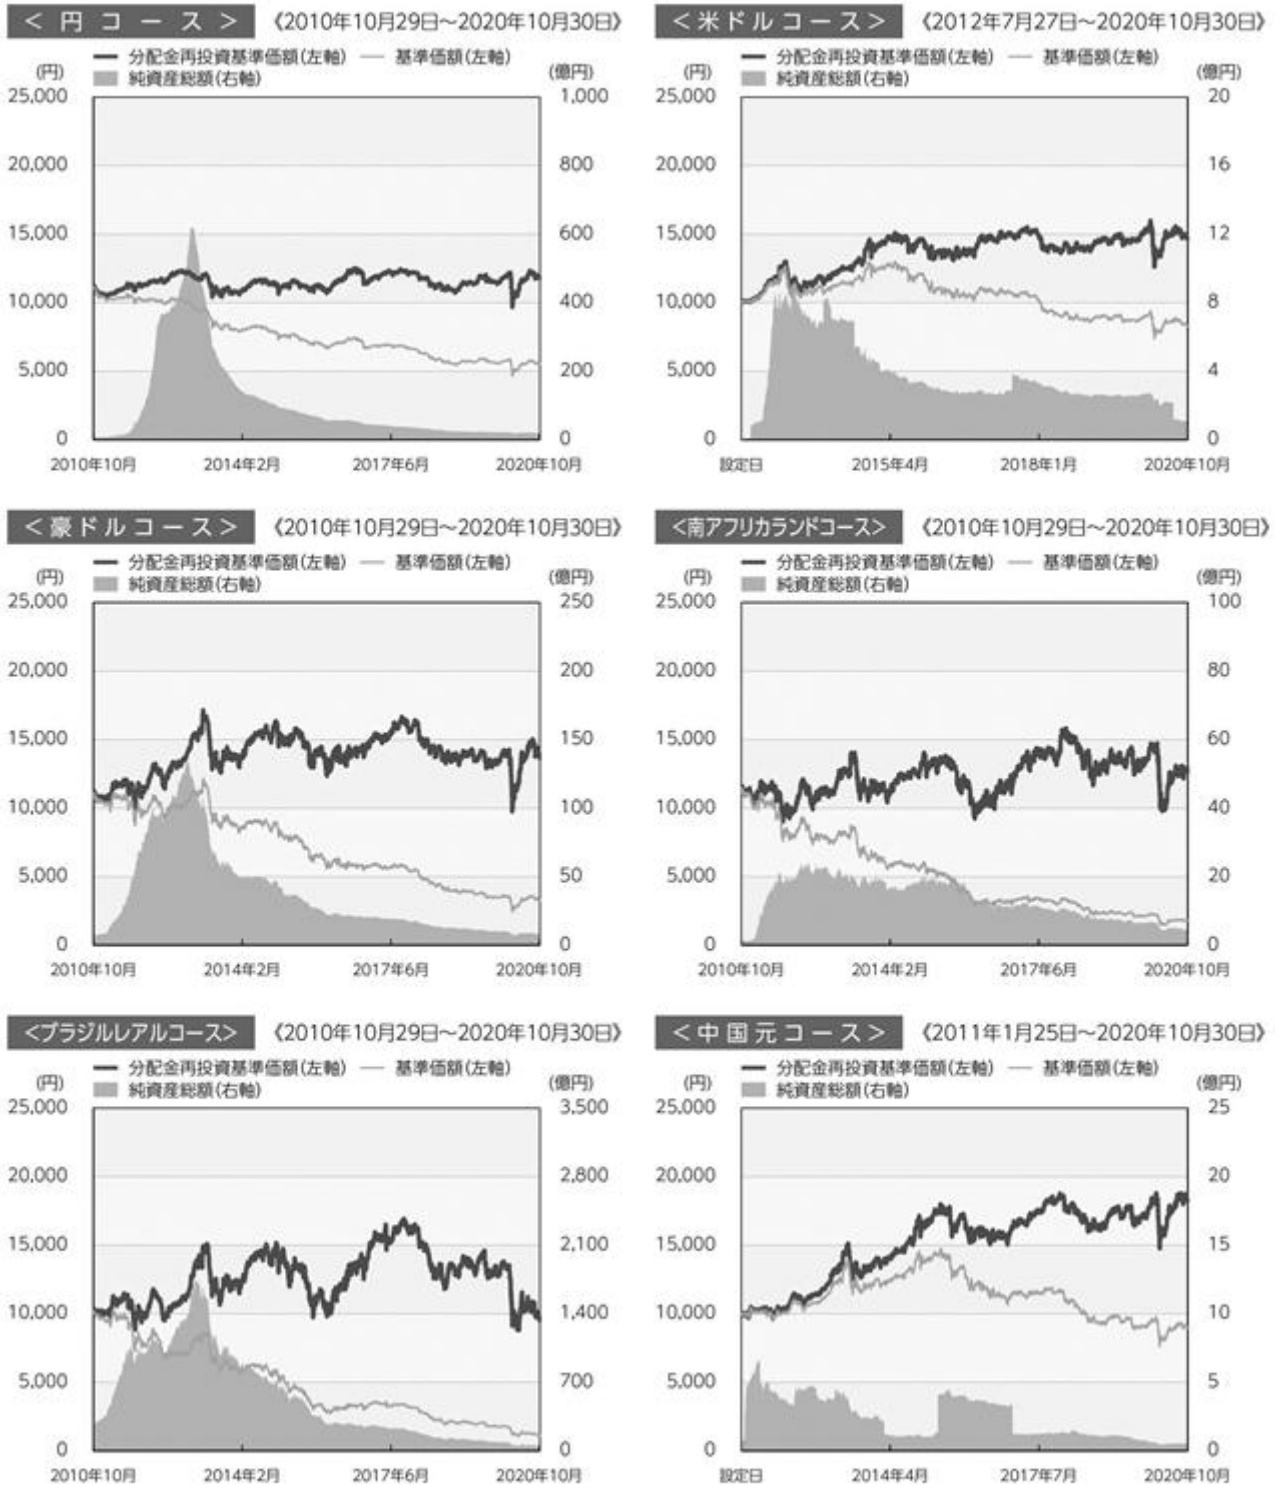 ＜円コース＞ 《2010年10月29日～2020年10月30日》
分配金再投資基準価額(左軸) 基準価額(左軸)
純資産総額(右軸)
(円) (億円)
25,000 1,000
20,000 800
15,000 600
10,000 400
5,000 200
0 0
2010年10月 2014年2月 2017年6月 2020年10月
＜米ドルコース＞ 《2012年7月27日～2020年10月30日》
分配金再投資基準価額(左軸) 基準価額(左軸)
純資産総額(右軸)
(円) (億円)
25,000 20
20,000 16
15,000 12
10,000 8
5,000 4
0 0
設定日 2015年4月 2018年1月 2020年10月
＜豪ドルコース＞ 《2010年10月29日～2020年10月30日》
分配金再投資基準価額(左軸) 基準価額(左軸)
純資産総額(右軸)
(円) (億円)
25,000 250
20,000 200
15,000 150
10,000 100
5,000 50
0 0
2010年10月 2014年2月 2017年6月 2020年10月
＜南アフリカランドコース＞ 《2010年10月29日～2020年10月30日》
分配金再投資基準価額(左軸) 基準価額(左軸)
純資産総額(右軸)
(円) (億円)
25,000 100
20,000 80
15,000 60
10,000 40
5,000 20
0 0
2010年10月 2014年2月 2017年6月 2020年10月
＜ブラジルレアルコース＞ 《2010年10月29日～2020年10月30日》
分配金再投資基準価額(左軸) 基準価額(左軸)
純資産総額(右軸)
(円) (億円)
25,000 3,500
20,000 2,800
15,000 2,100
10,000 1,400
5,000 700
0 0
2010年10月 2014年2月 2017年6月 2020年10月
＜中国元コース＞ 《2011年1月25日～2020年10月30日》
分配金再投資基準価額(左軸) 基準価額(左軸)
純資産総額(右軸)
(円) (億円)
25,000 25
20,000 20
15,000 15
10,000 10
5,000 5
0 0
設定日 2014年4月 2017年7月 2020年10月